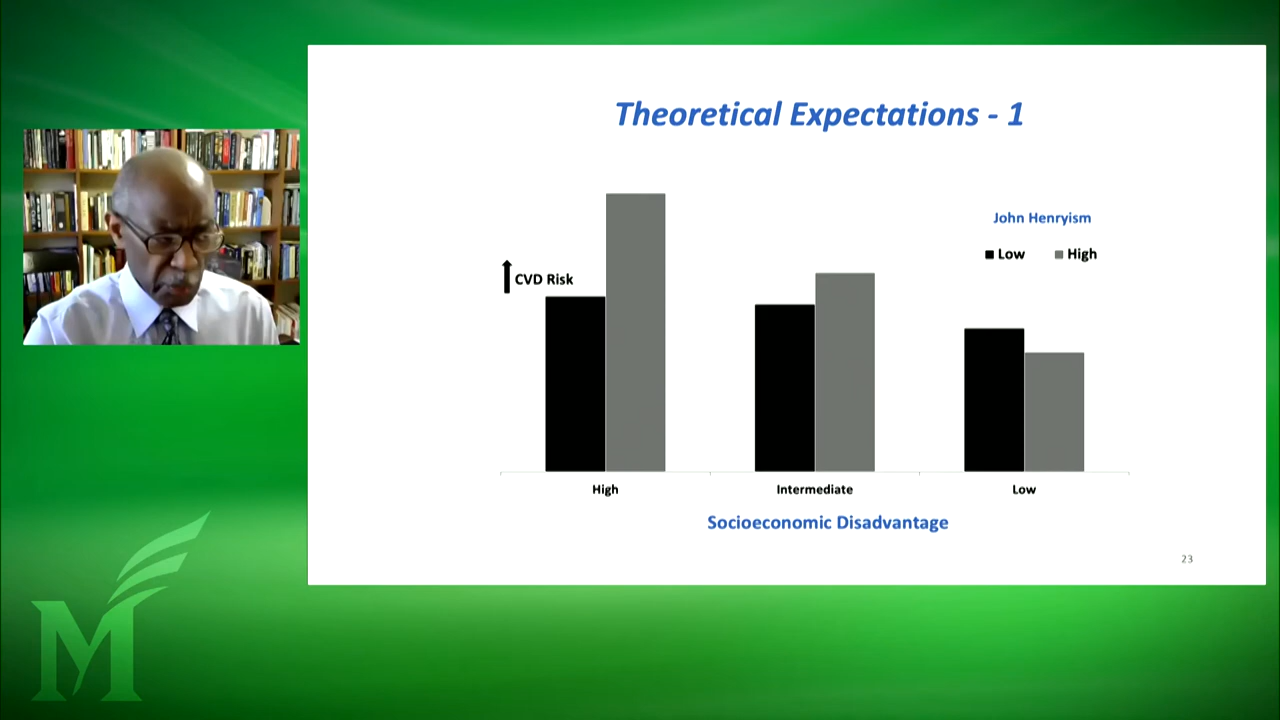 Theoretical Expectations - 1
John Henryism
Low High
CVD Risk
High Intermediate Low
Socioeconomic Disadvantage
23
M